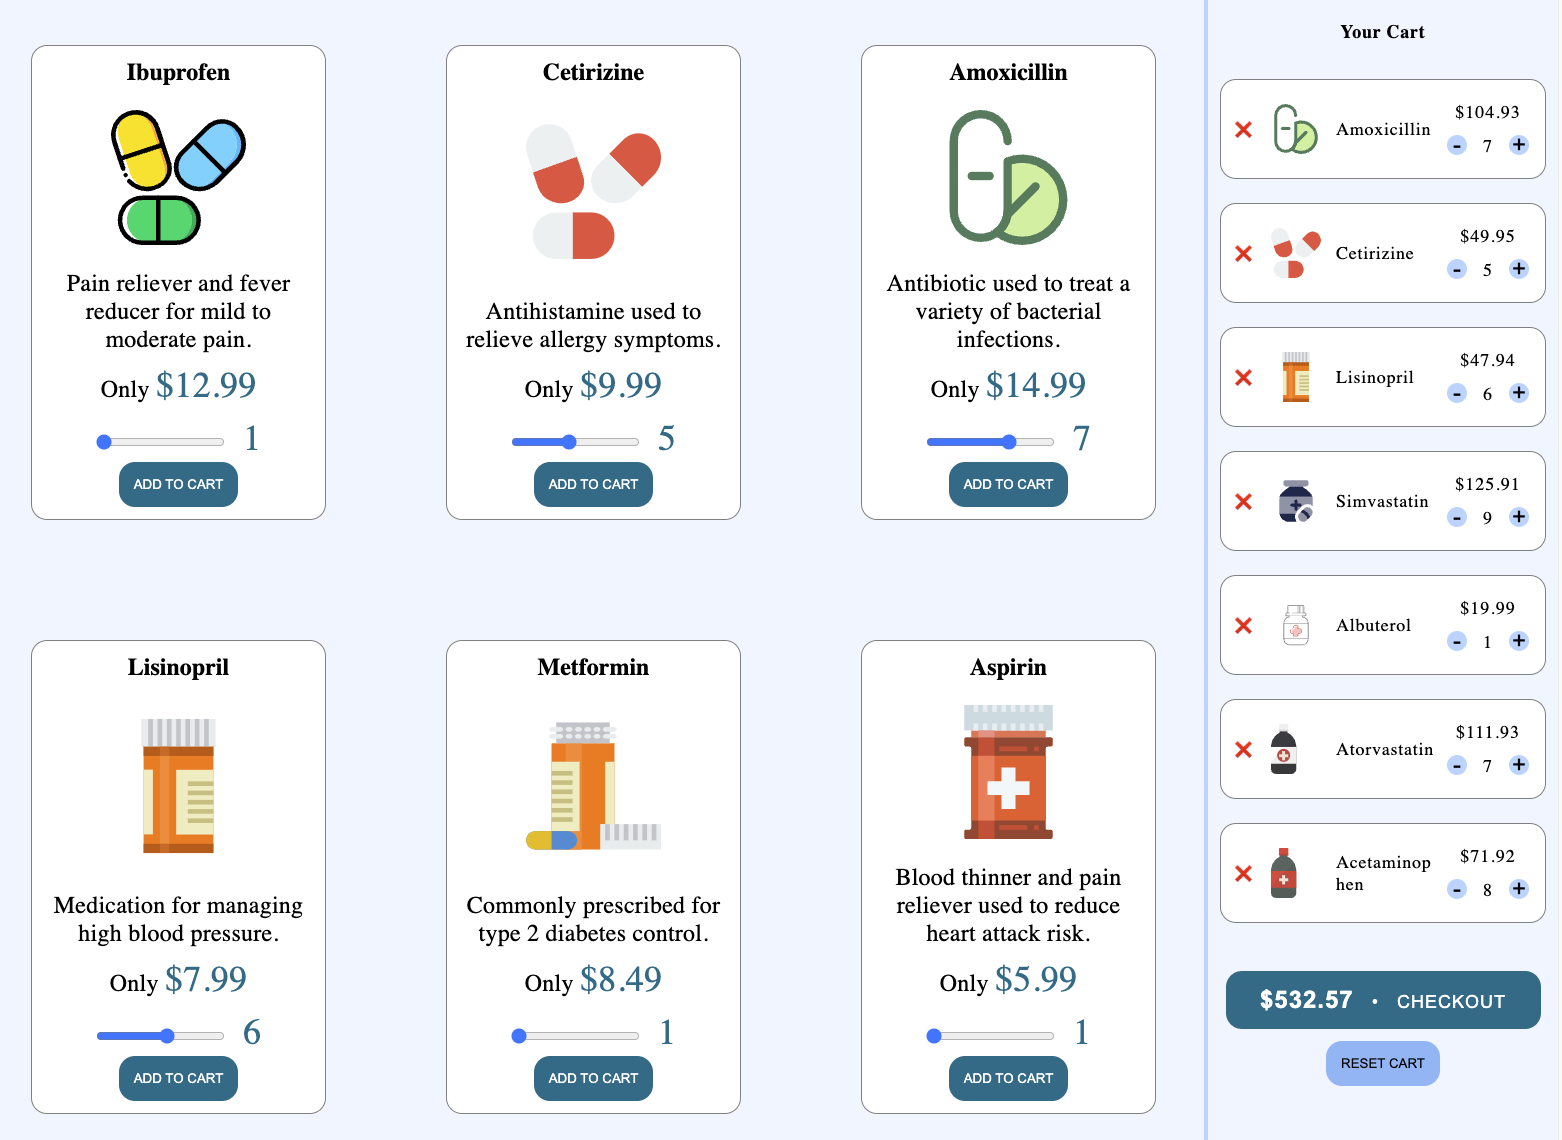 Ibuprofen
Pain reliever and fever
reducer for mild to
moderate pain.
Only $12.99
1
ADD TO CART
Cetirizine
Antihistamine used to
relieve allergy symptoms.
Only $9.99
5
ADD TO CART
Amoxicillin
Antibiotic used to treat a
variety of bacterial
infections.
Only $14.99
7
ADD TO CART
Lisinopril
Medication for managing
high blood pressure.
Only $7.99
6
ADD TO CART
Metformin
Commonly prescribed for
type 2 diabetes control.
Only $8.49
1
ADD TO CART
Aspirin
Blood thinner and pain
reliever used to reduce
heart attack risk.
Only $5.99
1
ADD TO CART
Your Cart
Amoxicillin
$104.93
- 7 +
Cetirizine
$49.95
- 5 +
Lisinopril
$47.94
- 6 +
Simvastatin
$125.91
- 9 +
Albuterol
$19.99
- 1 +
Atorvastatin
$111.93
- 7 +
Acetaminop
hen
$71.92
- 8 +
$532.57 • CHECKOUT
RESET CART